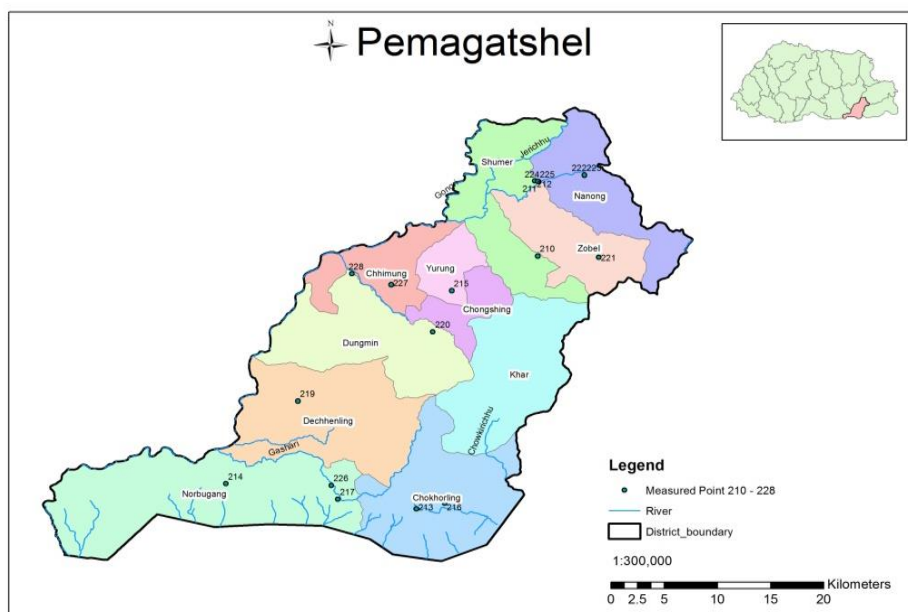 N
Pemagatshel
Shumer
Jerichhu
Gongri
224225
222223
211
212
Nanong
Zobel
210
221
228
Chhimung
227
Yurung
215
Chongshing
220
Dungmin
Khar
219
Dechhenling
Chowkirichhu
Gashari
214
226
Norbugang
217
Chokhorling
213
216
Legend
Measured Point 210 - 228
River
District_boundary
1:300,000
Kilometers
0 2.5 5 10 15 20